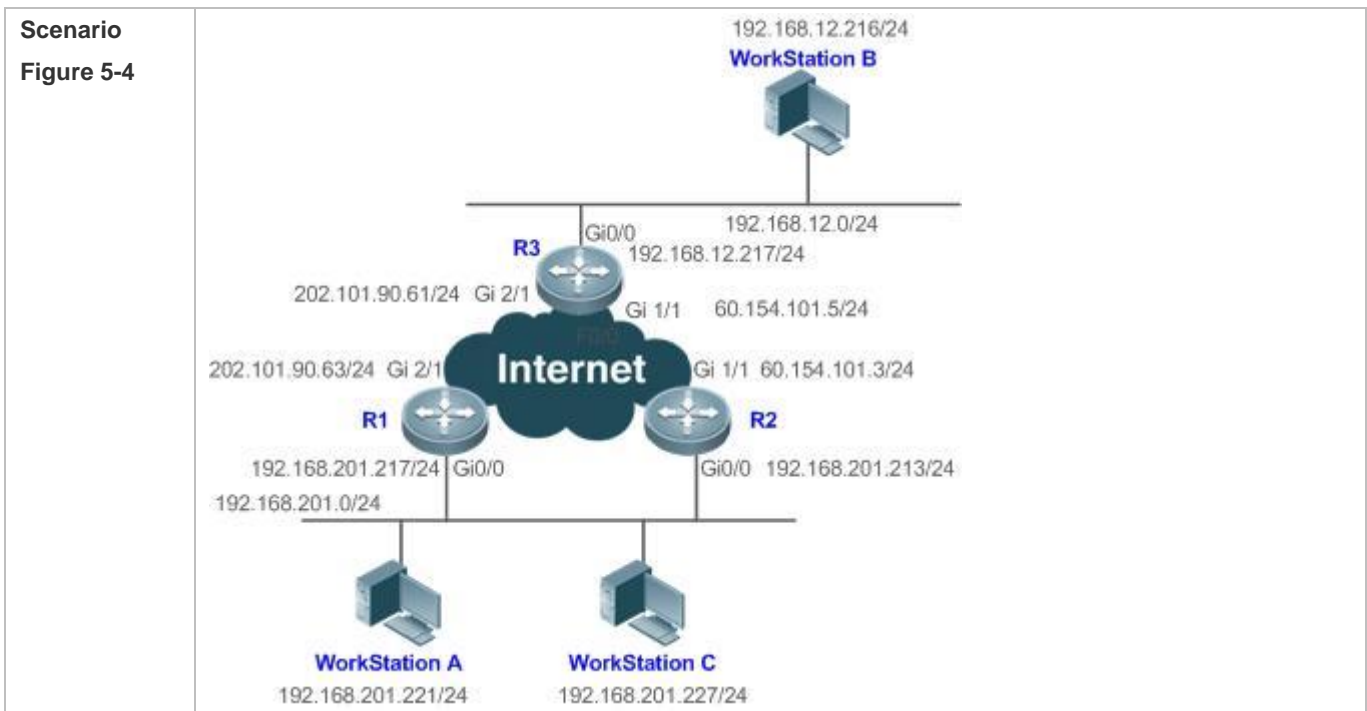 Scenario
Figure 5-4
192.168.12.216/24
WorkStation B
192.168.12.0/24
Gi0/0
R3
192.168.12.217/24
202.101.90.61/24 Gi 2/1
Gi 1/1 60.154.101.5/24
202.101.90.63/24 Gi 2/1
Internet
Gi 1/1 60.154.101.3/24
R1
R2
192.168.201.217/24 Gi0/0
Gi0/0 192.168.201.213/24
192.168.201.0/24
WorkStation A
WorkStation C
192.168.201.221/24
192.168.201.227/24